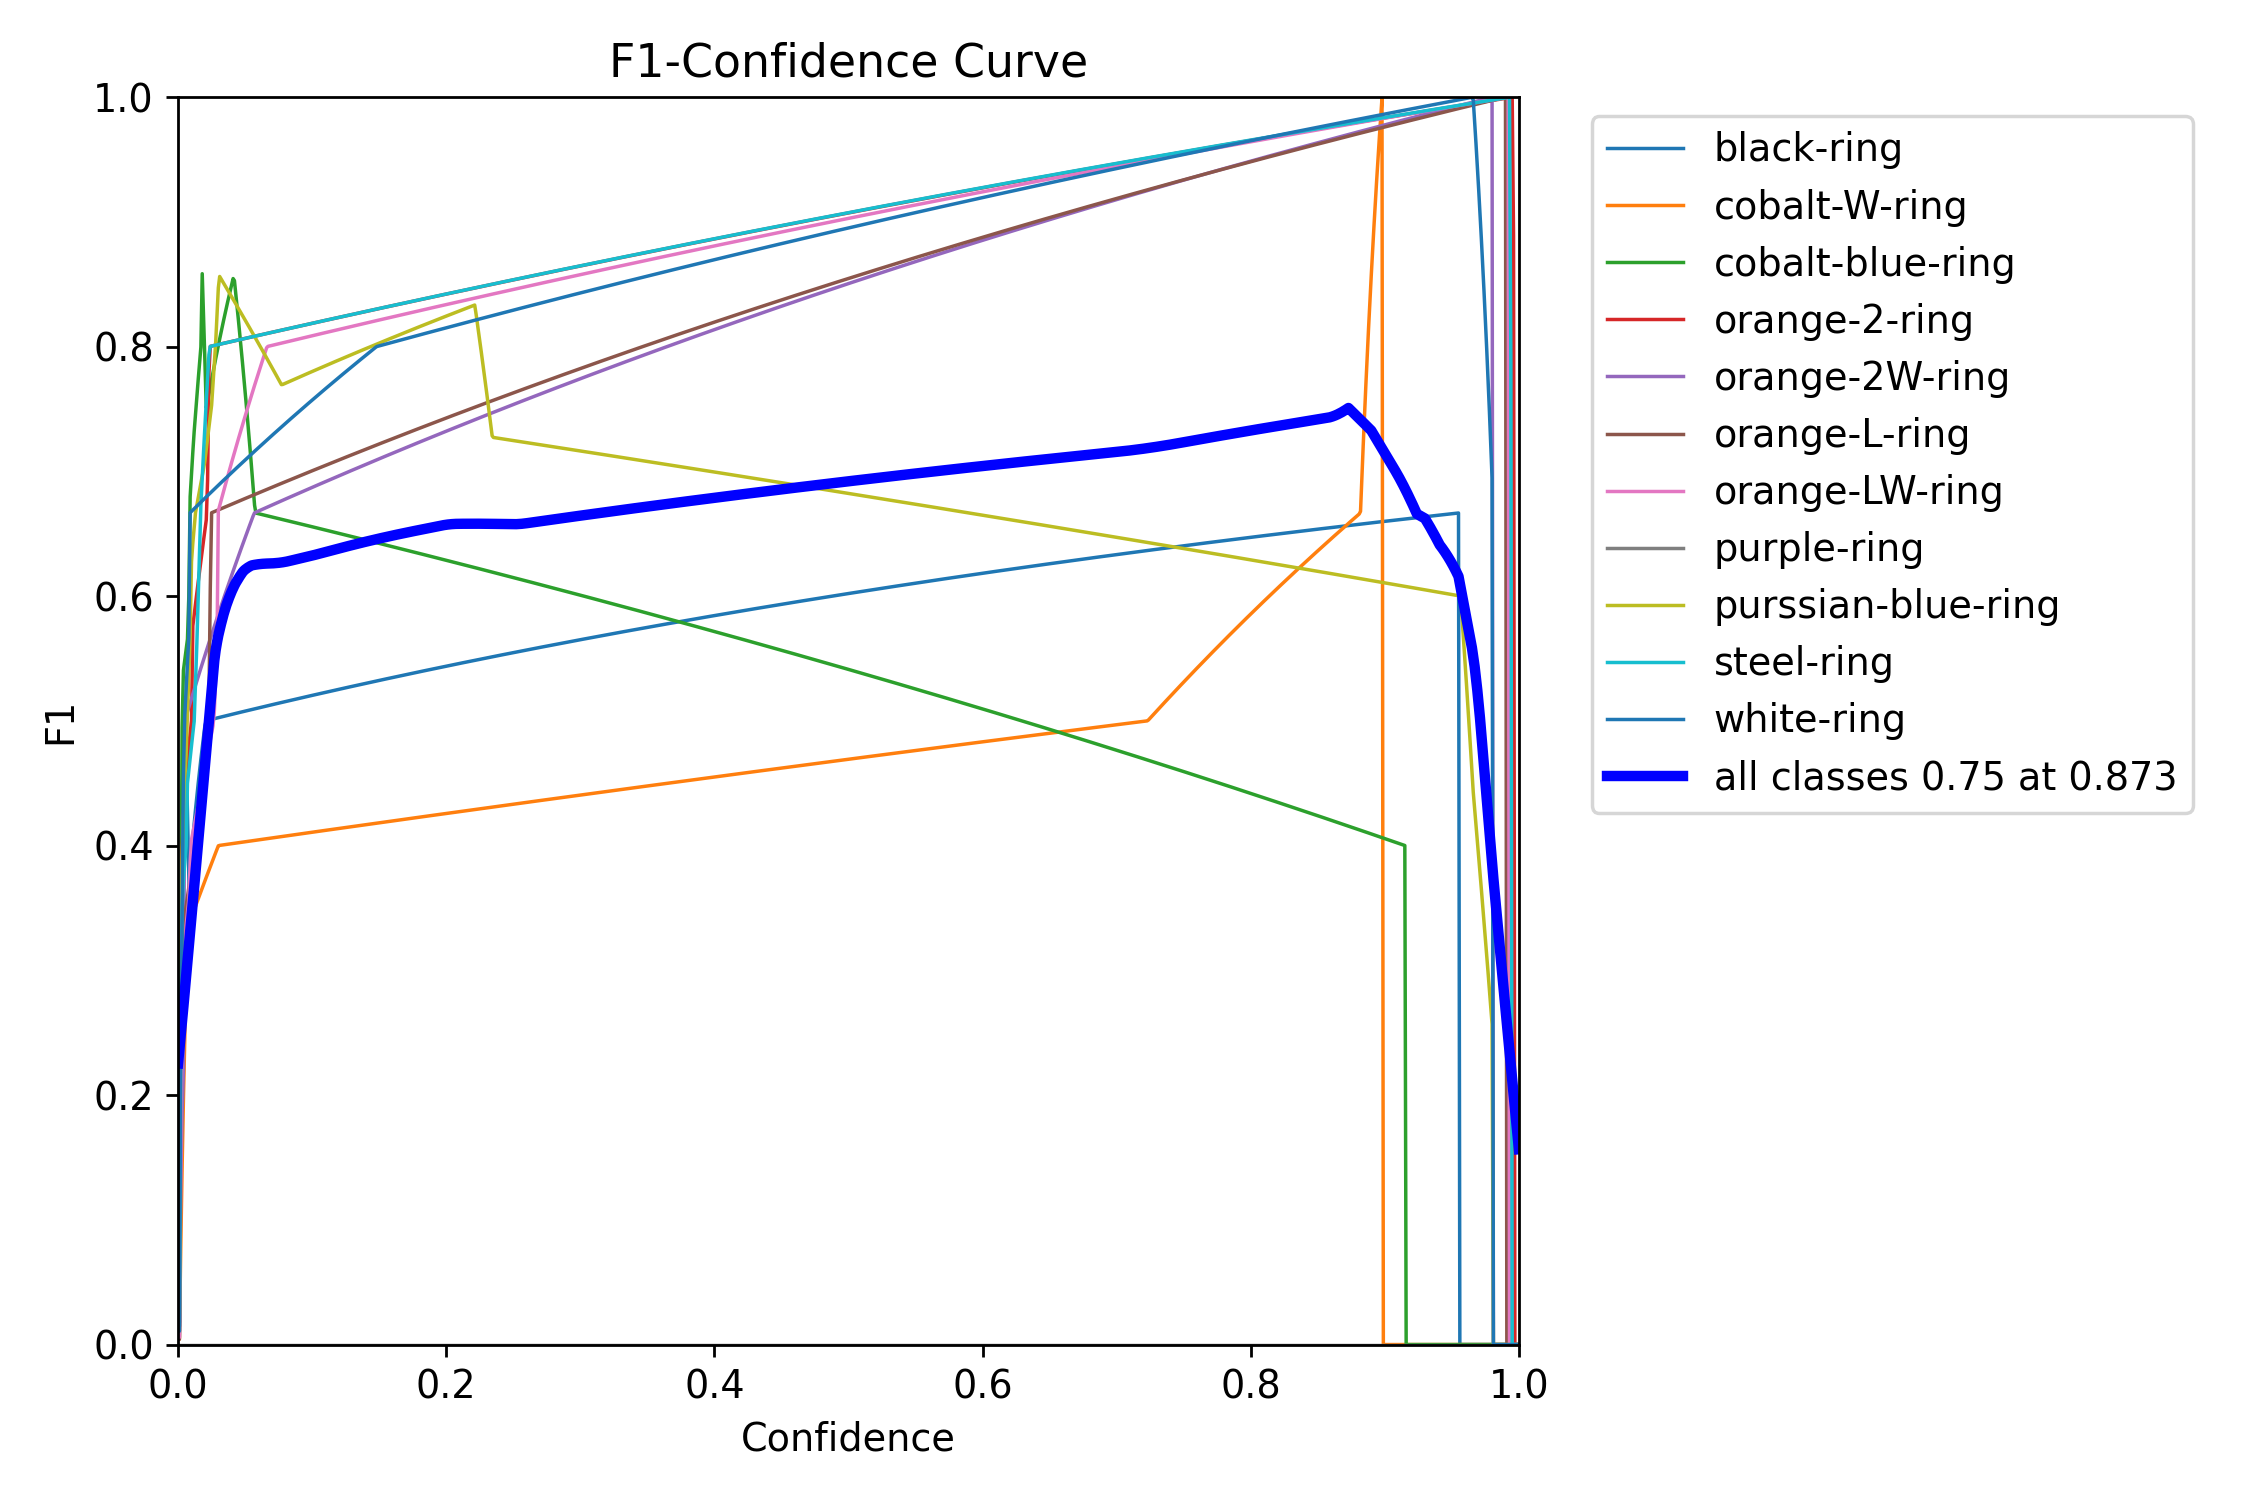 F1-Confidence Curve
1.0
0.8
0.6
0.4
0.2
0.0
F1
0.0 0.2 0.4 0.6 0.8 1.0
Confidence
black-ring
cobalt-W-ring
cobalt-blue-ring
orange-2-ring
orange-2W-ring
orange-L-ring
orange-LW-ring
purple-ring
purssian-blue-ring
steel-ring
white-ring
all classes 0.75 at 0.873